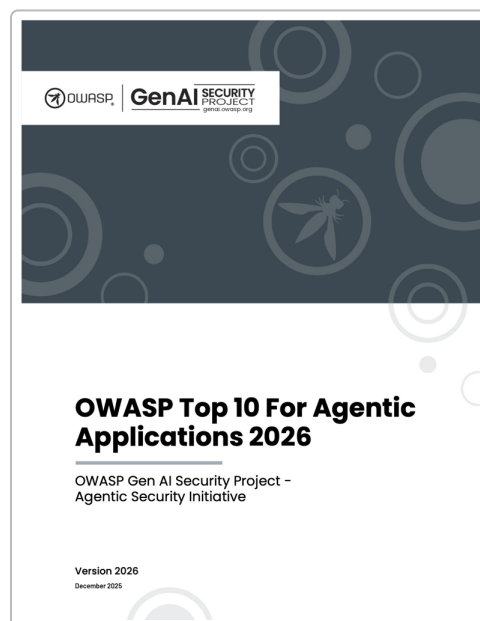 OWASP
GenAI SECURITY PROJECT
genai.owasp.org
OWASP Top 10 For Agentic
Applications 2026
OWASP Gen AI Security Project -
Agentic Security Initiative
Version 2026
December 2025